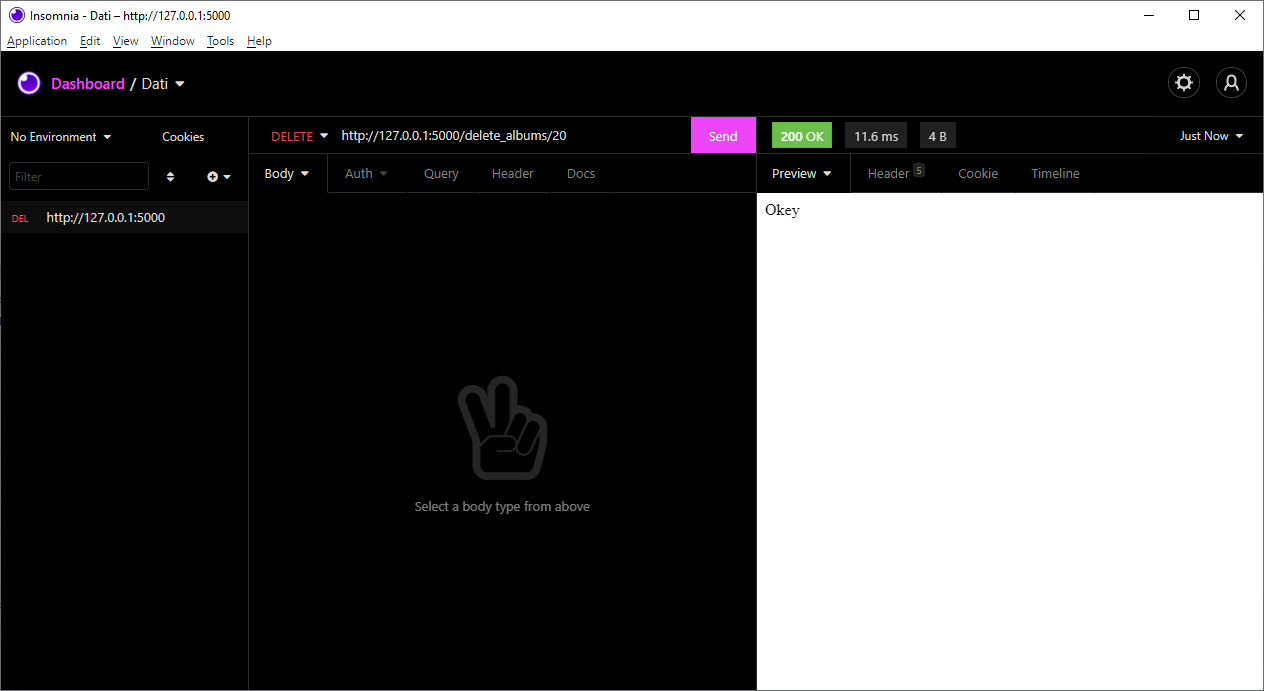 Insomnia - Dati – http://127.0.0.1:5000
Application Edit View Window Tools Help
Dashboard / Dati
No Environment Cookies
DELETE http://127.0.0.1:5000/delete_albums/20 Send
200 OK 11.6 ms 4 B Just Now
Filter
Body Auth Query Header Docs
Preview Header 5 Cookie Timeline
DEL http://127.0.0.1:5000
Okey
Select a body type from above